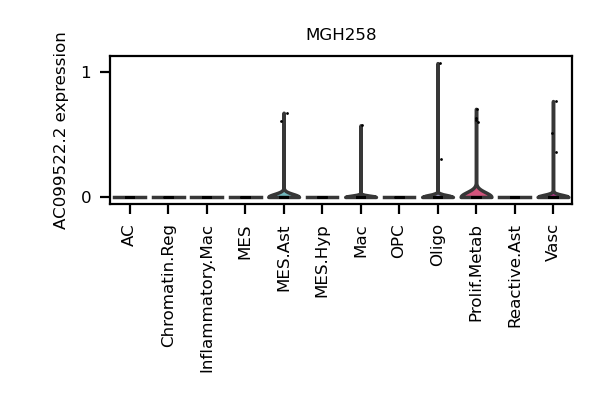 MGH258
AC099522.2 expression
1
0
AC
Chromatin.Reg
Inflammatory.Mac
MES
MES.Ast
MES.Hyp
Mac
OPC
Oligo
Prolif.Metab
Reactive.Ast
Vasc